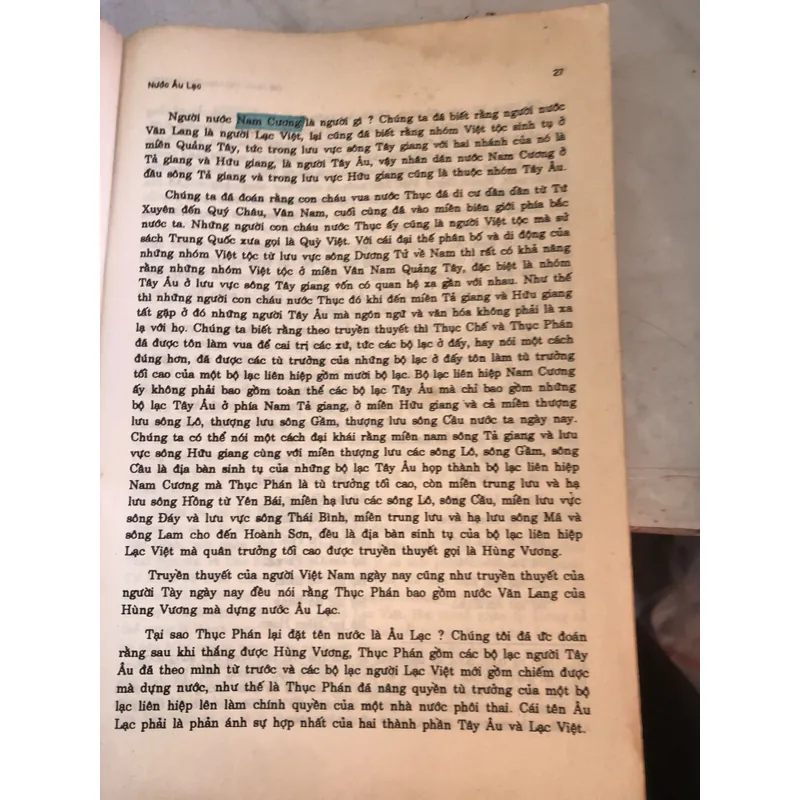 27
Nước Âu Lạc
Người nước Nam Cương là người gì ? Chúng ta đã biết rằng người nước
Văn Lang là người Lạc Việt, lại cũng đã biết rằng nhóm Việt tộc sinh tụ ở
miền Quảng Tây, tức trong lưu vực sông Tây giang với hai nhánh của nó là
Tả giang và Hữu giang, là người Tây Âu, vậy nhân dân nước Nam Cương ở
đầu sông Tả giang và trong lưu vực Hữu giang cũng là thuộc nhóm Tây Âu.
Chúng ta đã đoán rằng con cháu vua nước Thục đã di cư dần dần từ Tứ
Xuyên đến Quý Châu, Vân Nam, cuối cùng đã vào miền biên giới phía bắc
nước ta. Những người con cháu nước Thục ấy cũng là người Việt tộc mà sử
sách Trung Quốc xưa gọi là Quỳ Việt. Với cái đại thế phân bố và di động của
những nhóm Việt tộc từ lưu vực sông Dương Tử về Nam thì rất có khả năng
rằng những nhóm Việt tộc ở miền Vân Nam Quảng Tây, đặc biệt là nhóm
Tây Âu ở lưu vực sông Tây giang vốn có quan hệ xa gần với nhau. Như thế
thì những người con cháu nước Thục đó khi đến miền Tả giang và Hữu giang
tất gặp ở đó những người Tây Âu mà ngôn ngữ và văn hóa không phải là xa
lạ với họ. Chúng ta biết rằng theo truyền thuyết thì Thục Chế và Thục Phán
đã được tôn làm vua để cai trị các xứ, tức các bộ lạc ở đấy, hay nói một cách
đúng hơn, đã được các tù trưởng của những bộ lạc ở đấy tôn làm tù trưởng
tối cao của một bộ lạc liên hiệp gồm mười bộ lạc. Bộ lạc liên hiệp Nam Cương
ấy không phải bao gồm toàn thể các bộ lạc Tây Âu mà chỉ bao gồm những
bộ lạc Tây Âu ở phía Nam Tả giang, ở miền Hữu giang và cả miền thượng
lưu sông Lô, thượng lưu sông Gầm, thượng lưu sông Cầu nước ta ngày nay.
Chúng ta có thể nói một cách đại khái rằng miền nam sông Tả giang và lưu
vực sông Hữu giang cùng với miền thượng lưu các sông Lô, sông Gầm, sông
Cầu là địa bàn sinh tụ của những bộ lạc Tây Âu họp thành bộ lạc liên hiệp
Nam Cương mà Thục Phán là tù trưởng tối cao, còn miền trung lưu và hạ
lưu sông Hồng từ Yên Bái, miền hạ lưu các sông Lô, sông Cầu, miền lưu vực
sông Đáy và lưu vực sông Thái Bình, miền trung lưu và hạ lưu sông Mã và
sông Lam cho đến Hoành Sơn, đều là địa bàn sinh tụ của bộ lạc liên hiệp
Lạc Việt mà quân trưởng tối cao được truyền thuyết gọi là Hùng Vương.
Truyền thuyết của người Việt Nam ngày nay cũng như truyền thuyết của
người Tày ngày nay đều nói rằng Thục Phán bao gồm nước Văn Lang của
Hùng Vương mà dựng nước Âu Lạc.
Tại sao Thục Phán lại đặt tên nước là Âu Lạc ? Chúng tôi đã ức đoán
rằng sau khi thắng được Hùng Vương, Thục Phán gồm các bộ lạc người Tây
Âu đã theo mình từ trước và các bộ lạc người Lạc Việt mới gồm chiếm được
mà dựng nước, như thế là Thục Phán đã nâng quyền tù trưởng của một bộ
lạc liên hiệp lên làm chính quyền của một nhà nước phôi thai. Cái tên Âu
Lạc phải là phản ánh sự hợp nhất của hai thành phần Tây Âu và Lạc Việt.